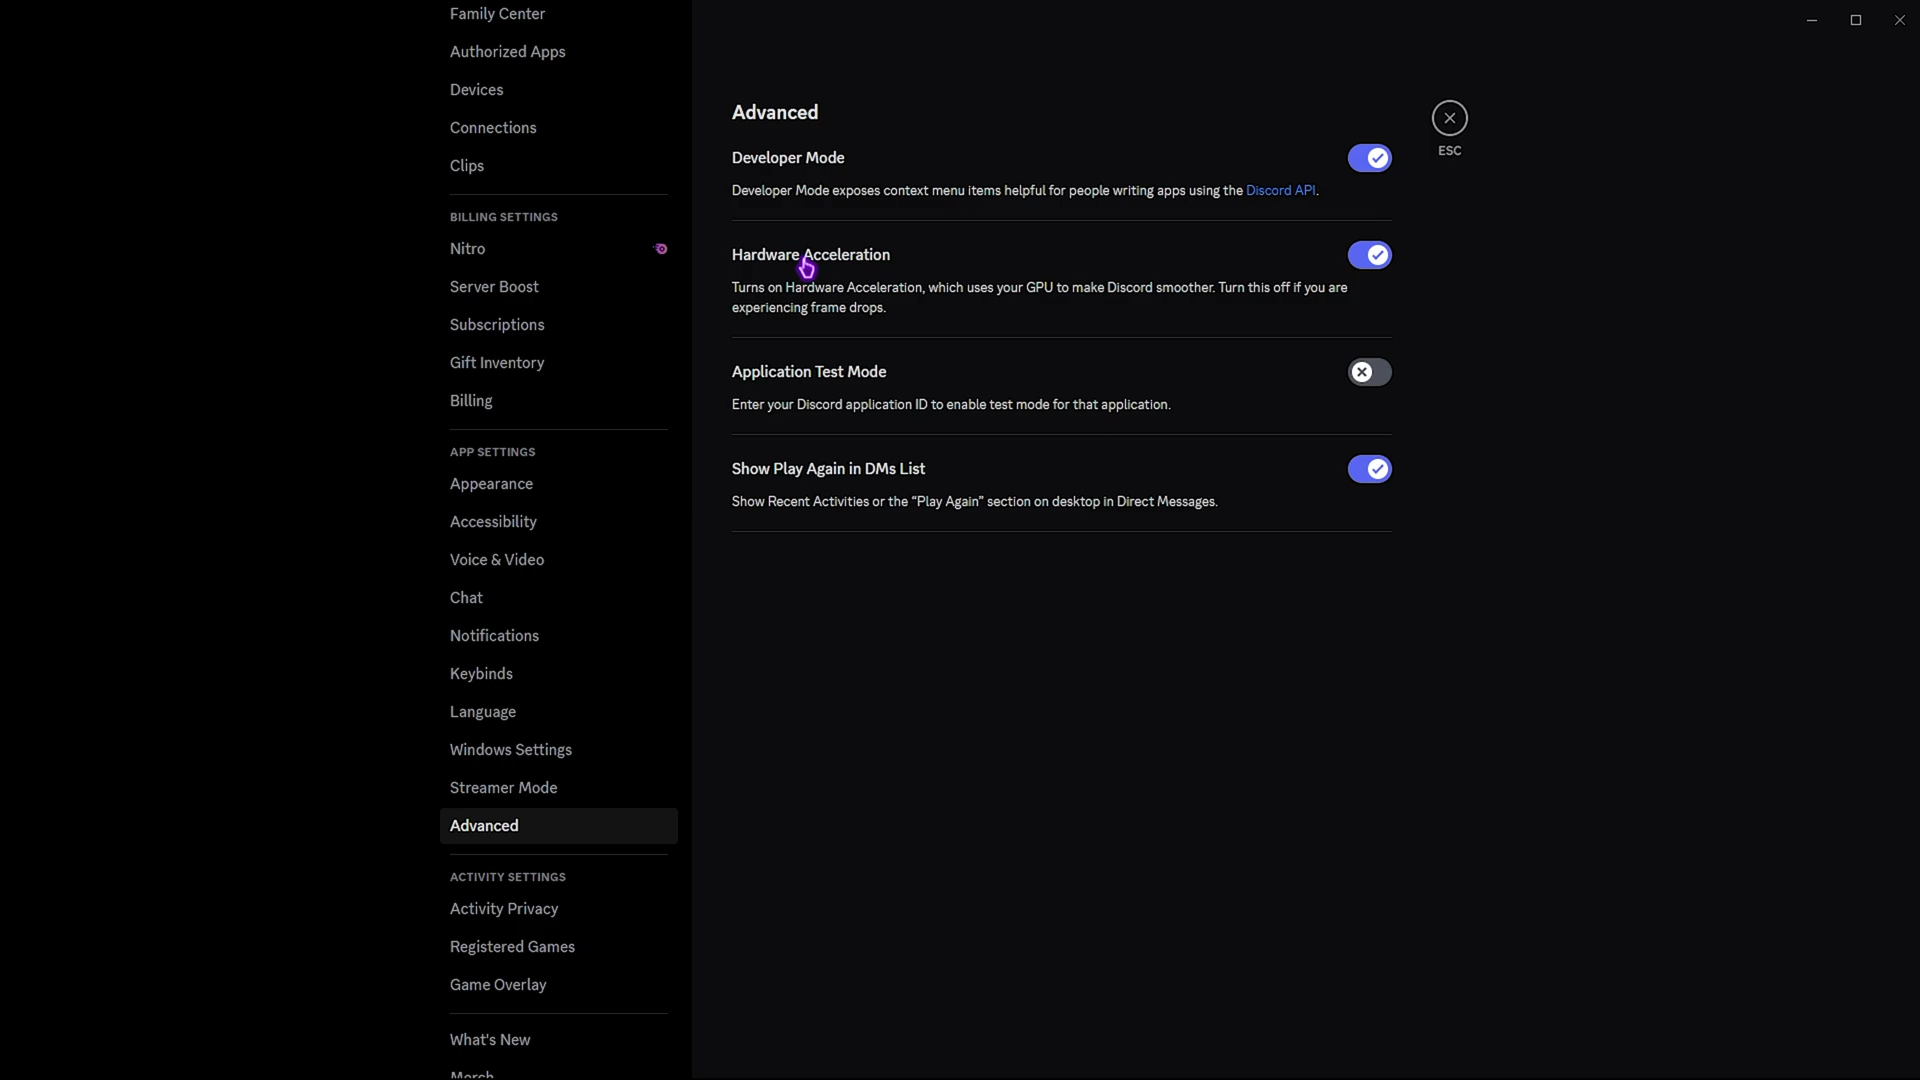 Family Center
Authorized Apps
Devices
Connections
Clips
BILLING SETTINGS
Nitro
Server Boost
Subscriptions
Gift Inventory
Billing
APP SETTINGS
Appearance
Accessibility
Voice & Video
Chat
Notifications
Keybinds
Language
Windows Settings
Streamer Mode
Advanced
ACTIVITY SETTINGS
Activity Privacy
Registered Games
Game Overlay
What's New
Merch
Advanced
Developer Mode
Developer Mode exposes context menu items helpful for people writing apps using the Discord API.
Hardware Acceleration
Turns on Hardware Acceleration, which uses your GPU to make Discord smoother. Turn this off if you are
experiencing frame drops.
Application Test Mode
Enter your Discord application ID to enable test mode for that application.
Show Play Again in DMs List
Show Recent Activities or the “Play Again” section on desktop in Direct Messages.
ESC